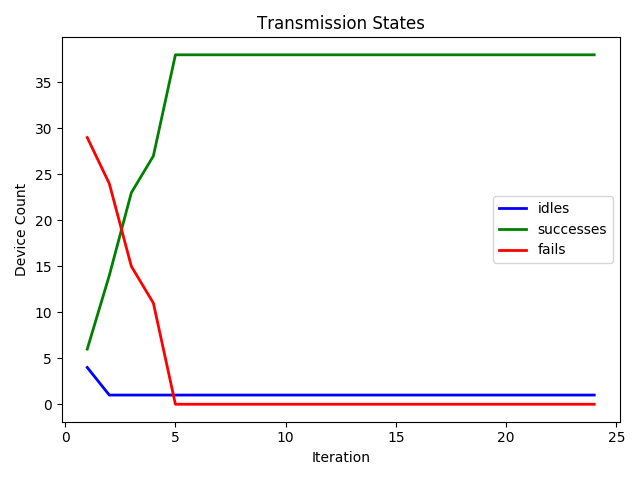 Transmission States
Device Count
35
30
25
20
15
10
5
0
idles
successes
fails
0 5 10 15 20 25
Iteration